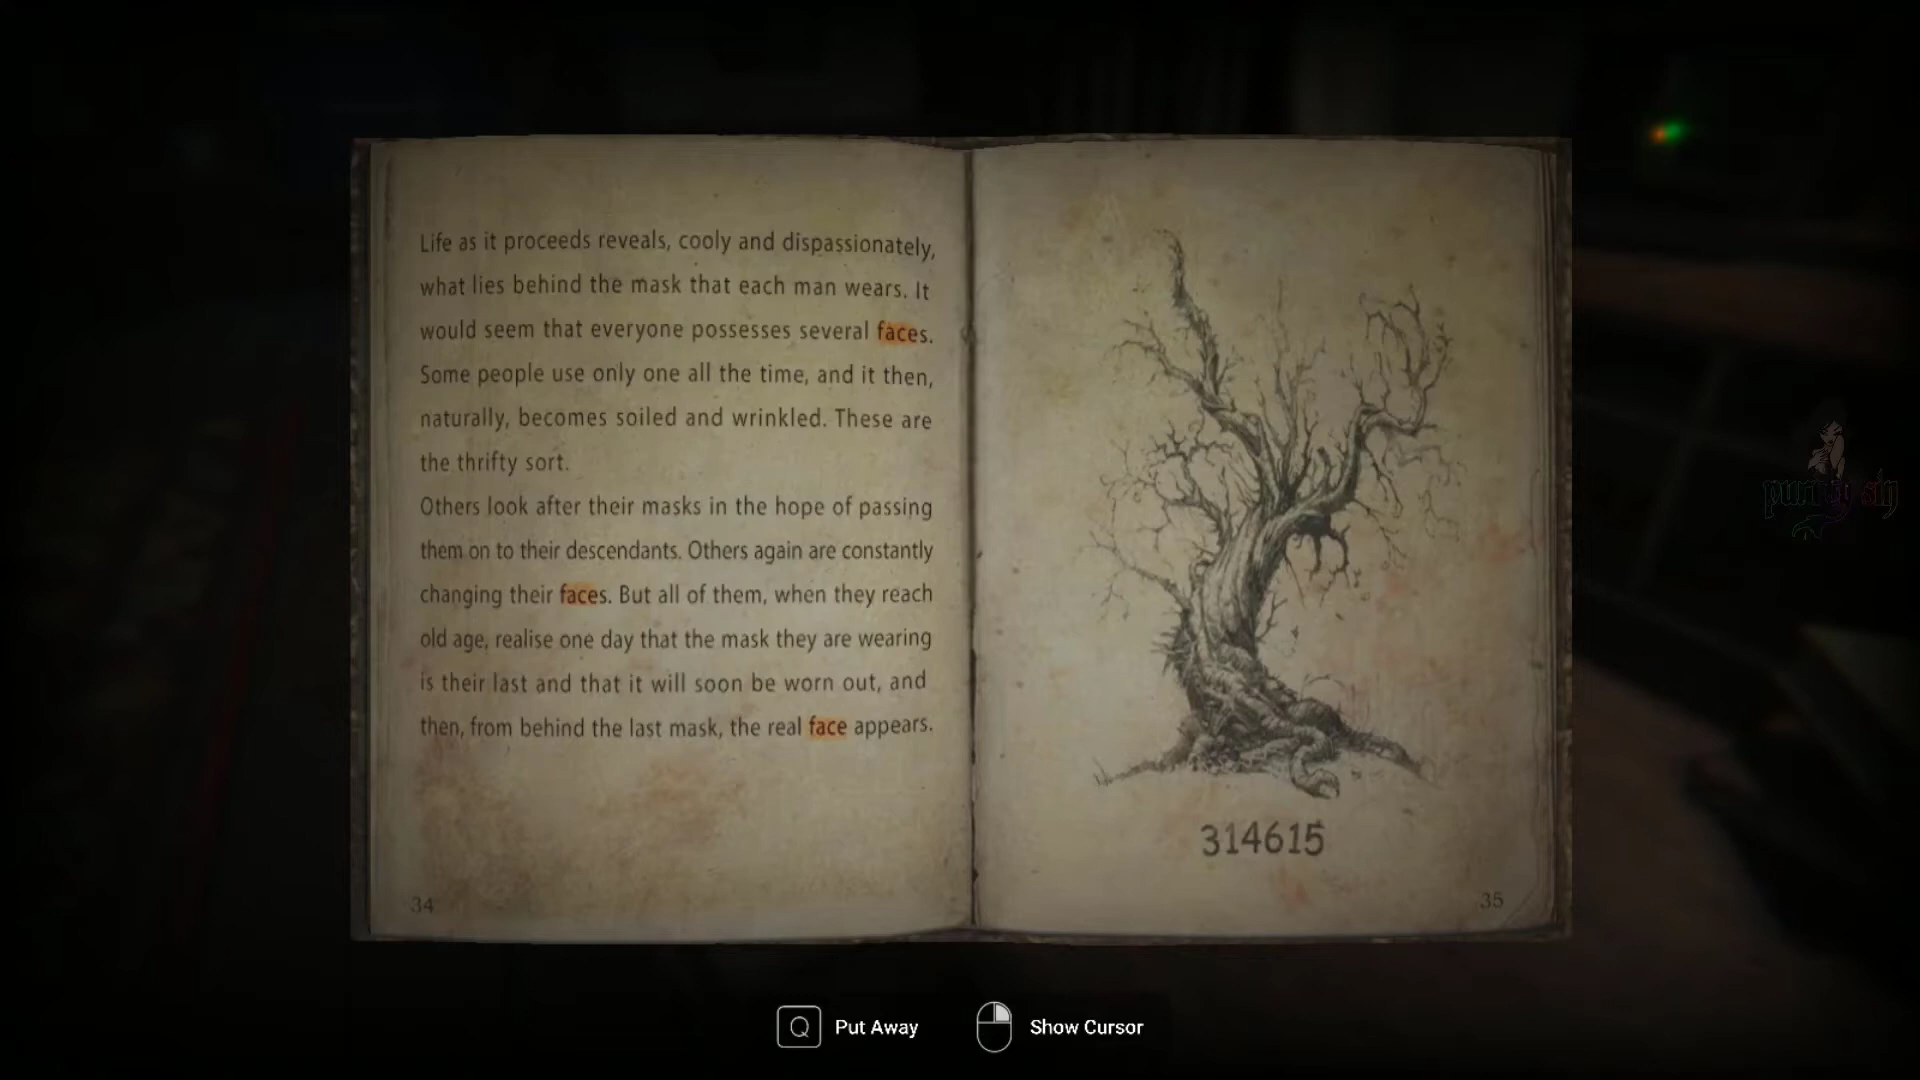 Life as it proceeds reveals, cooly and dispassionately,
what lies behind the mask that each man wears. It
would seem that everyone possesses several faces.
Some people use only one all the time, and it then,
naturally, becomes soiled and wrinkled. These are
the thrifty sort.
Others look after their masks in the hope of passing
them on to their descendants. Others again are constantly
changing their faces. But all of them, when they reach
old age, realise one day that the mask they are wearing
is their last and that it will soon be worn out, and
then, from behind the last mask, the real face appears.
34
314615
35
Q Put Away
Show Cursor